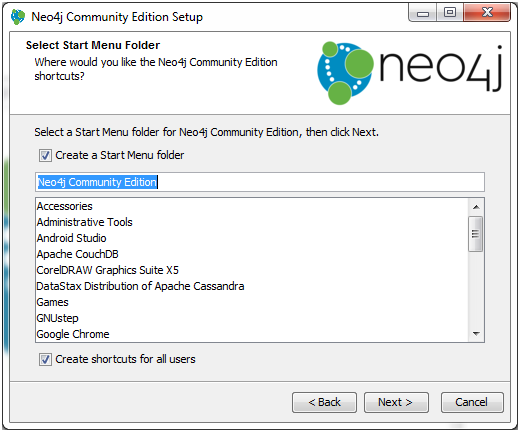 Neo4j Community Edition Setup
Select Start Menu Folder
Where would you like the Neo4j Community Edition
shortcuts?
neo4j
Select a Start Menu folder for Neo4j Community Edition, then click Next.
Create a Start Menu folder
Neo4j Community Edition
Accessories
Administrative Tools
Android Studio
Apache CouchDB
CorelDRAW Graphics Suite X5
DataStax Distribution of Apache Cassandra
Games
GNUstep
Google Chrome
Create shortcuts for all users
< Back
Next >
Cancel